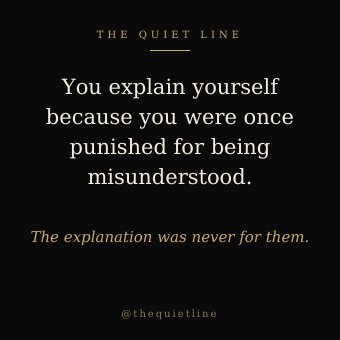 THE QUIET LINE
You explain yourself
because you were once
punished for being
misunderstood.
The explanation was never for them.
@thequietline